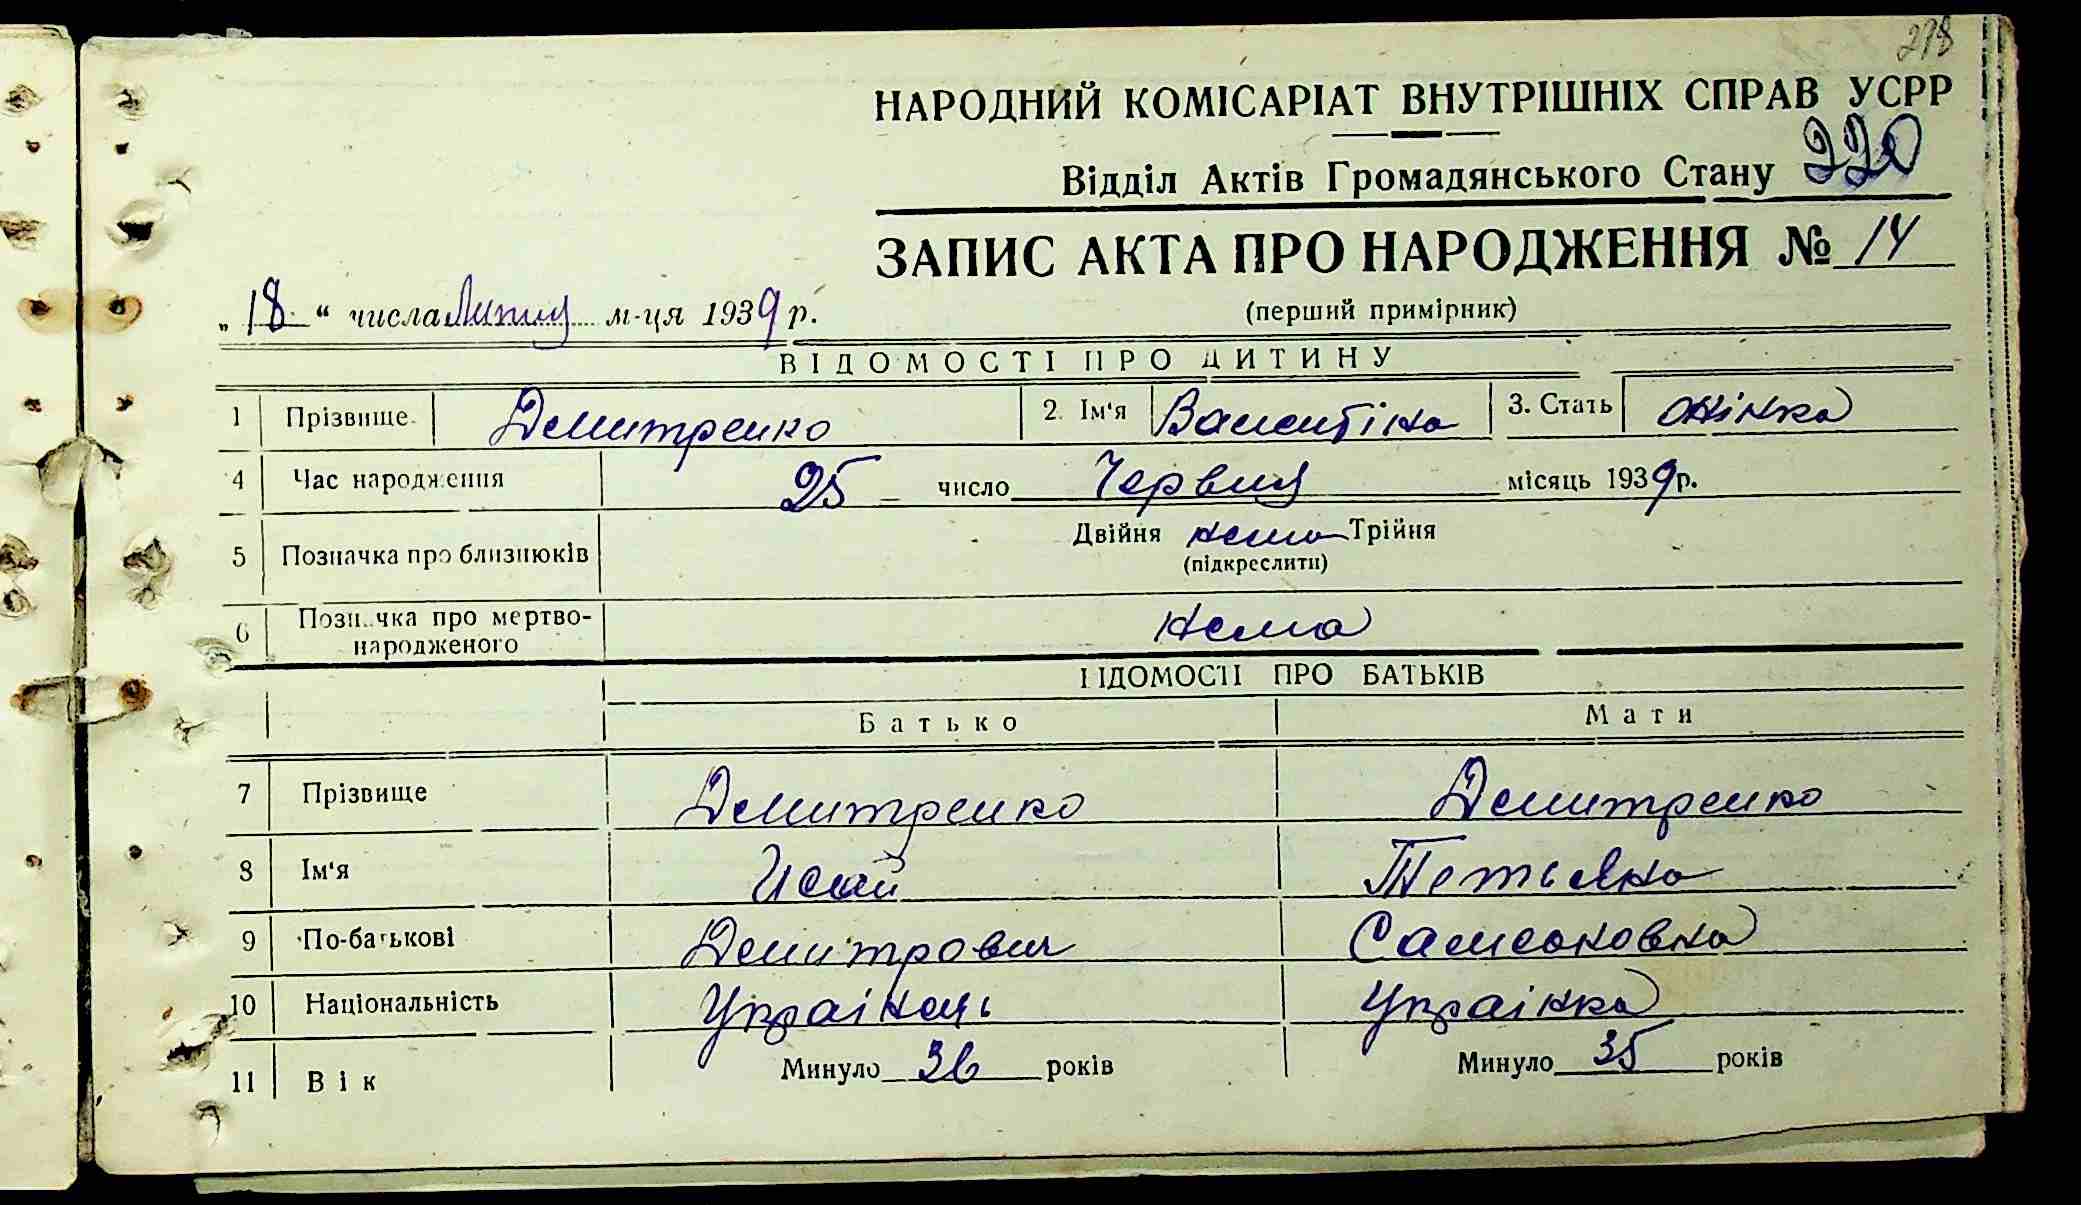 278
НАРОДНИЙ КОМІСАРІАТ ВНУТРІШНІХ СПРАВ УСРР
Відділ Актів Громадянського Стану 220
ЗАПИС АКТА ПРО НАРОДЖЕННЯ № 14
„18“ числа Липня м-ця 1939 р.
(перший примірник)
ВІДОМОСТІ ПРО ДИТИНУ
1 Прізвище Демитренко 2. Ім'я Валентіна 3. Стать жінка
4 Час народження 25 число Червня місяць 1939 р.
5 Позначка про близнюків Двійня нема Трійня
(підкреслити)
6 Позначка про мертво-
народженого нема
ВІДОМОСТІ ПРО БАТЬКІВ
Батько Мати
7 Прізвище Демитренко Демитренко
8 Ім'я Исай Тетьяна
9 По-батькові Демитрович Самсоновна
10 Національність Українець Українка
11 Вік Минуло 36 років Минуло 35 років